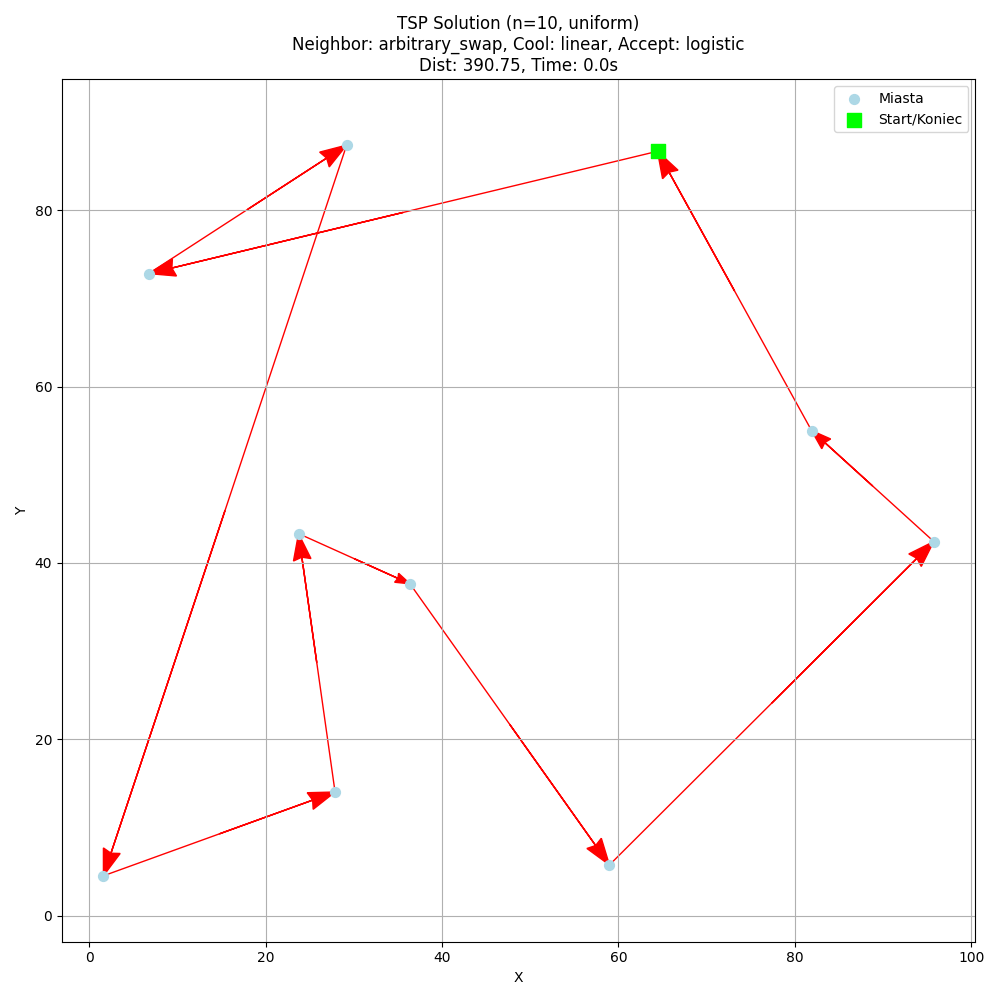 TSP Solution (n=10, uniform)
Neighbor: arbitrary_swap, Cool: linear, Accept: logistic
Dist: 390.75, Time: 0.0s
Miasta
Start/Koniec
80
60
40
20
0
Y
0 20 40 60 80 100
X